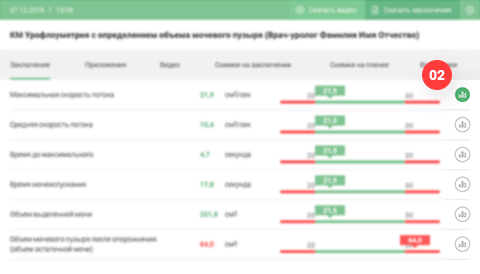 07.12.2016 | 13:06 Скачать видео Скачать заключение
КМ Урофлоуметрия с определением объема мочевого пузыря (Врач-уролог Фамилия Имя Отчество)
Заключение Приложения Видео Снимки на заключении Снимки на пленке
02
Максимальная скорость потока 21,5 см³/сек 20 21,5 30
Средняя скорость потока 10,4 см³/сек 20 21,5 30
Время до максимального 4,7 секунда 20 21,5 30
Время мочеиспускания 17,8 секунда 20 21,5 30
Объем выделенной мочи 201,8 см³ 20 21,5 30
Объем мочевого пузыря после опорожнения 64,0 см³ 20 64,0
(объем остаточной мочи)